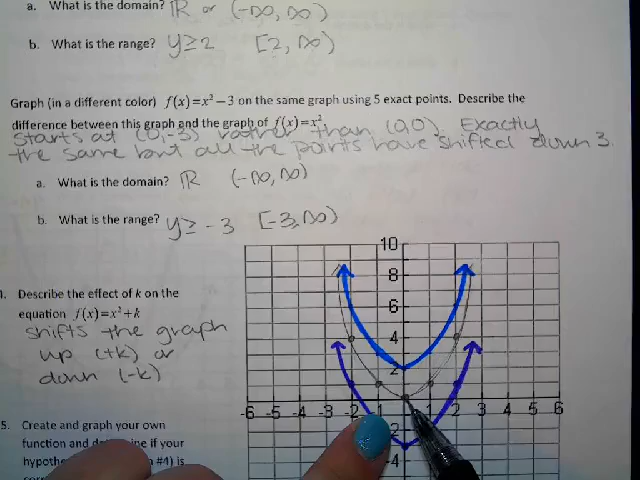 a. What is the domain? ℝ or (-∞, ∞)
b. What is the range? y≥2 [2, ∞)
Graph (in a different color) f(x)=x²−3 on the same graph using 5 exact points. Describe the
difference between this graph and the graph of f(x)=x².
Starts at (0,-3) rather than (0,0). Exactly
the same but all the points have shifted down 3.
a. What is the domain? ℝ (-∞, ∞)
b. What is the range? y≥-3 [-3, ∞)
10
8
6
4
2
-6 -5 -4 -3 -2 1 2 3 4 5 6
-4
Describe the effect of k on the
equation f(x)=x²+k
shifts the graph
up (+k) or
down (-k)
5. Create and graph your own
function and if your
#4) is